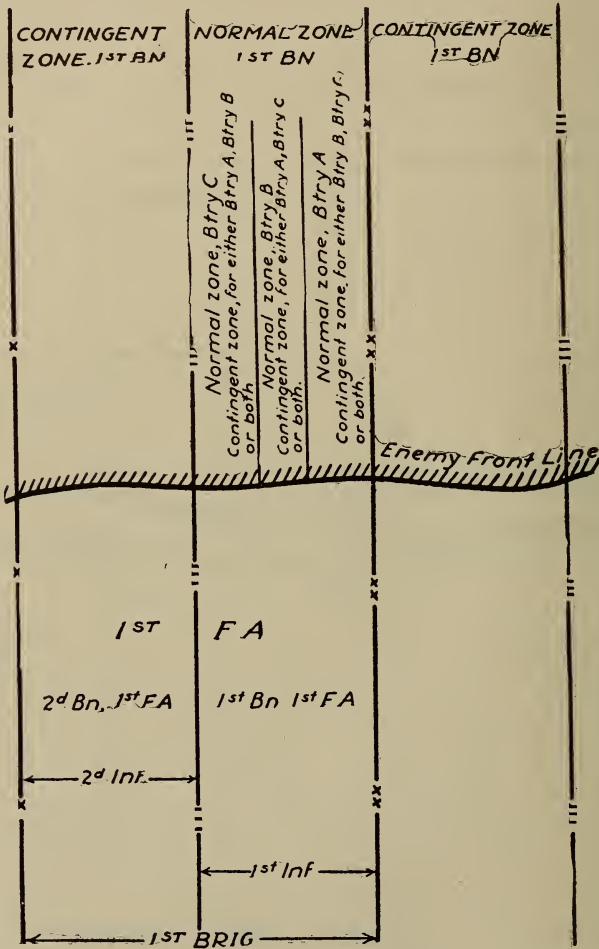 CONTINGENT
ZONE. 1ST BN
NORMAL ZONE
1 ST BN
CONTINGENT ZONE
1ST BN
Normal zone, Btry C
Contingent zone, for either Btry A, Btry B
or both
Normal zone, Btry B
Contingent zone, for either Btry A, Btry C
or both.
Normal zone, Btry A
Contingent zone, for either Btry B, Btry C,
or both.
Enemy Front Line
1ST FA
2d Bn, 1st FA
1st Bn 1st FA
2d Inf.
1st Inf
1ST BRIG